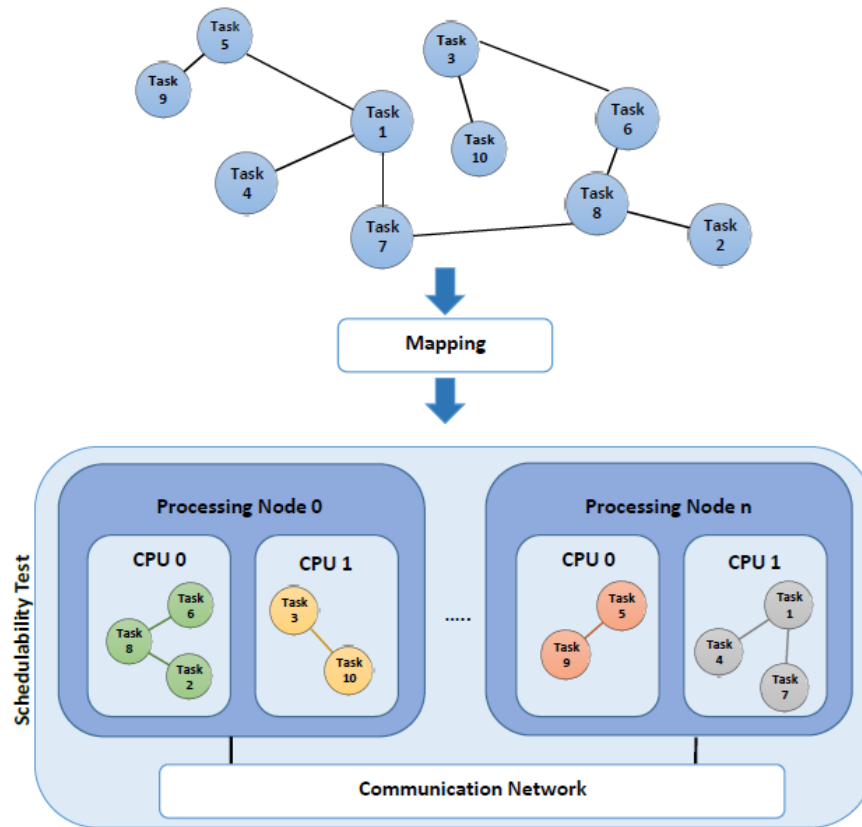 Task
5
Task
3
Task
9
Task
1
Task
6
Task
10
Task
4
Task
8
Task
7
Task
2
Mapping
Schedulability Test
Processing Node 0
Processing Node n
CPU 0
CPU 1
CPU 0
CPU 1
Task
6
Task
3
Task
5
Task
1
Task
8
Task
9
Task
4
Task
2
Task
10
Task
7
.....
Communication Network